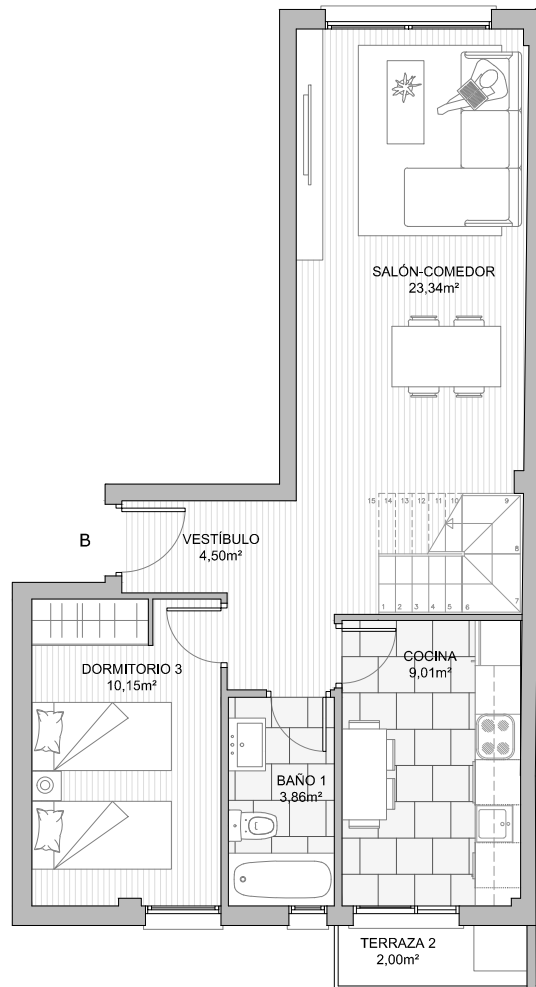 SALÓN-COMEDOR
23,34m²
15 14 13 12 11 10
9
8
7
1 2 3 4 5 6
B
VESTÍBULO
4,50m²
DORMITORIO 3
10,15m²
COCINA
9,01m²
BAÑO 1
3,86m²
TERRAZA 2
2,00m²